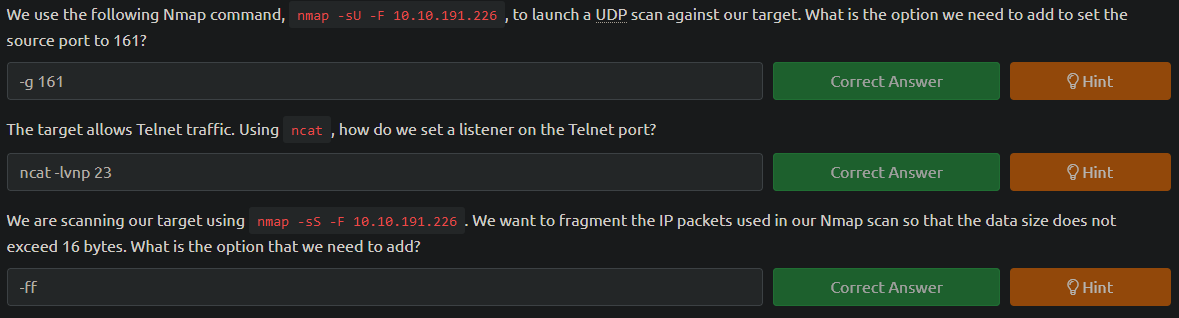 We use the following Nmap command, nmap -sU -F 10.10.191.226 , to launch a UDP scan against our target. What is the option we need to add to set the
source port to 161?
-g 161
Correct Answer
Hint
The target allows Telnet traffic. Using ncat , how do we set a listener on the Telnet port?
ncat -lvnp 23
Correct Answer
Hint
We are scanning our target using nmap -sS -F 10.10.191.226 . We want to fragment the IP packets used in our Nmap scan so that the data size does not
exceed 16 bytes. What is the option that we need to add?
-ff
Correct Answer
Hint